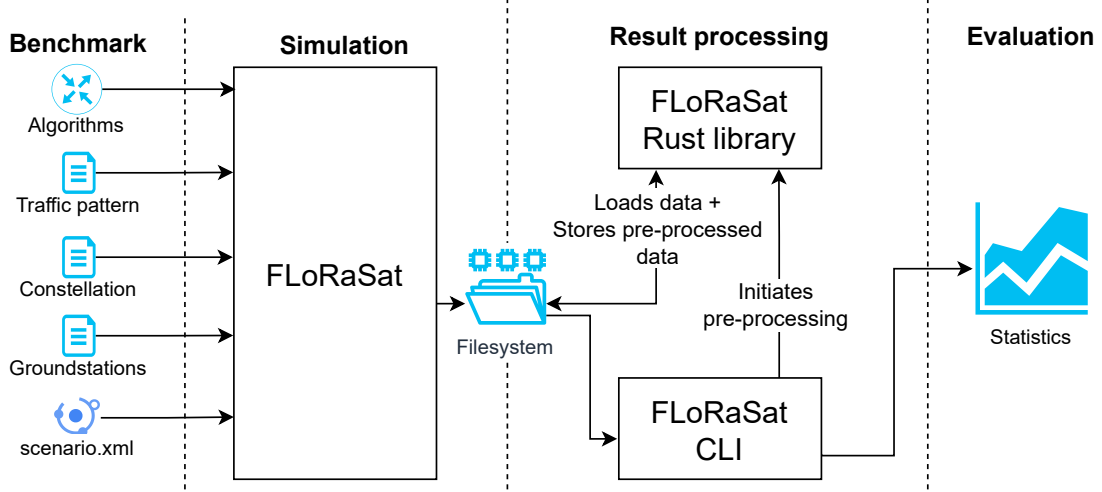 Benchmark
Simulation
Result processing
Evaluation
Algorithms
Traffic pattern
Constellation
Groundstations
scenario.xml
FLoRaSat
Filesystem
FLoRaSat
Rust library
Loads data +
Stores pre-processed
data
Initiates
pre-processing
FLoRaSat
CLI
Statistics